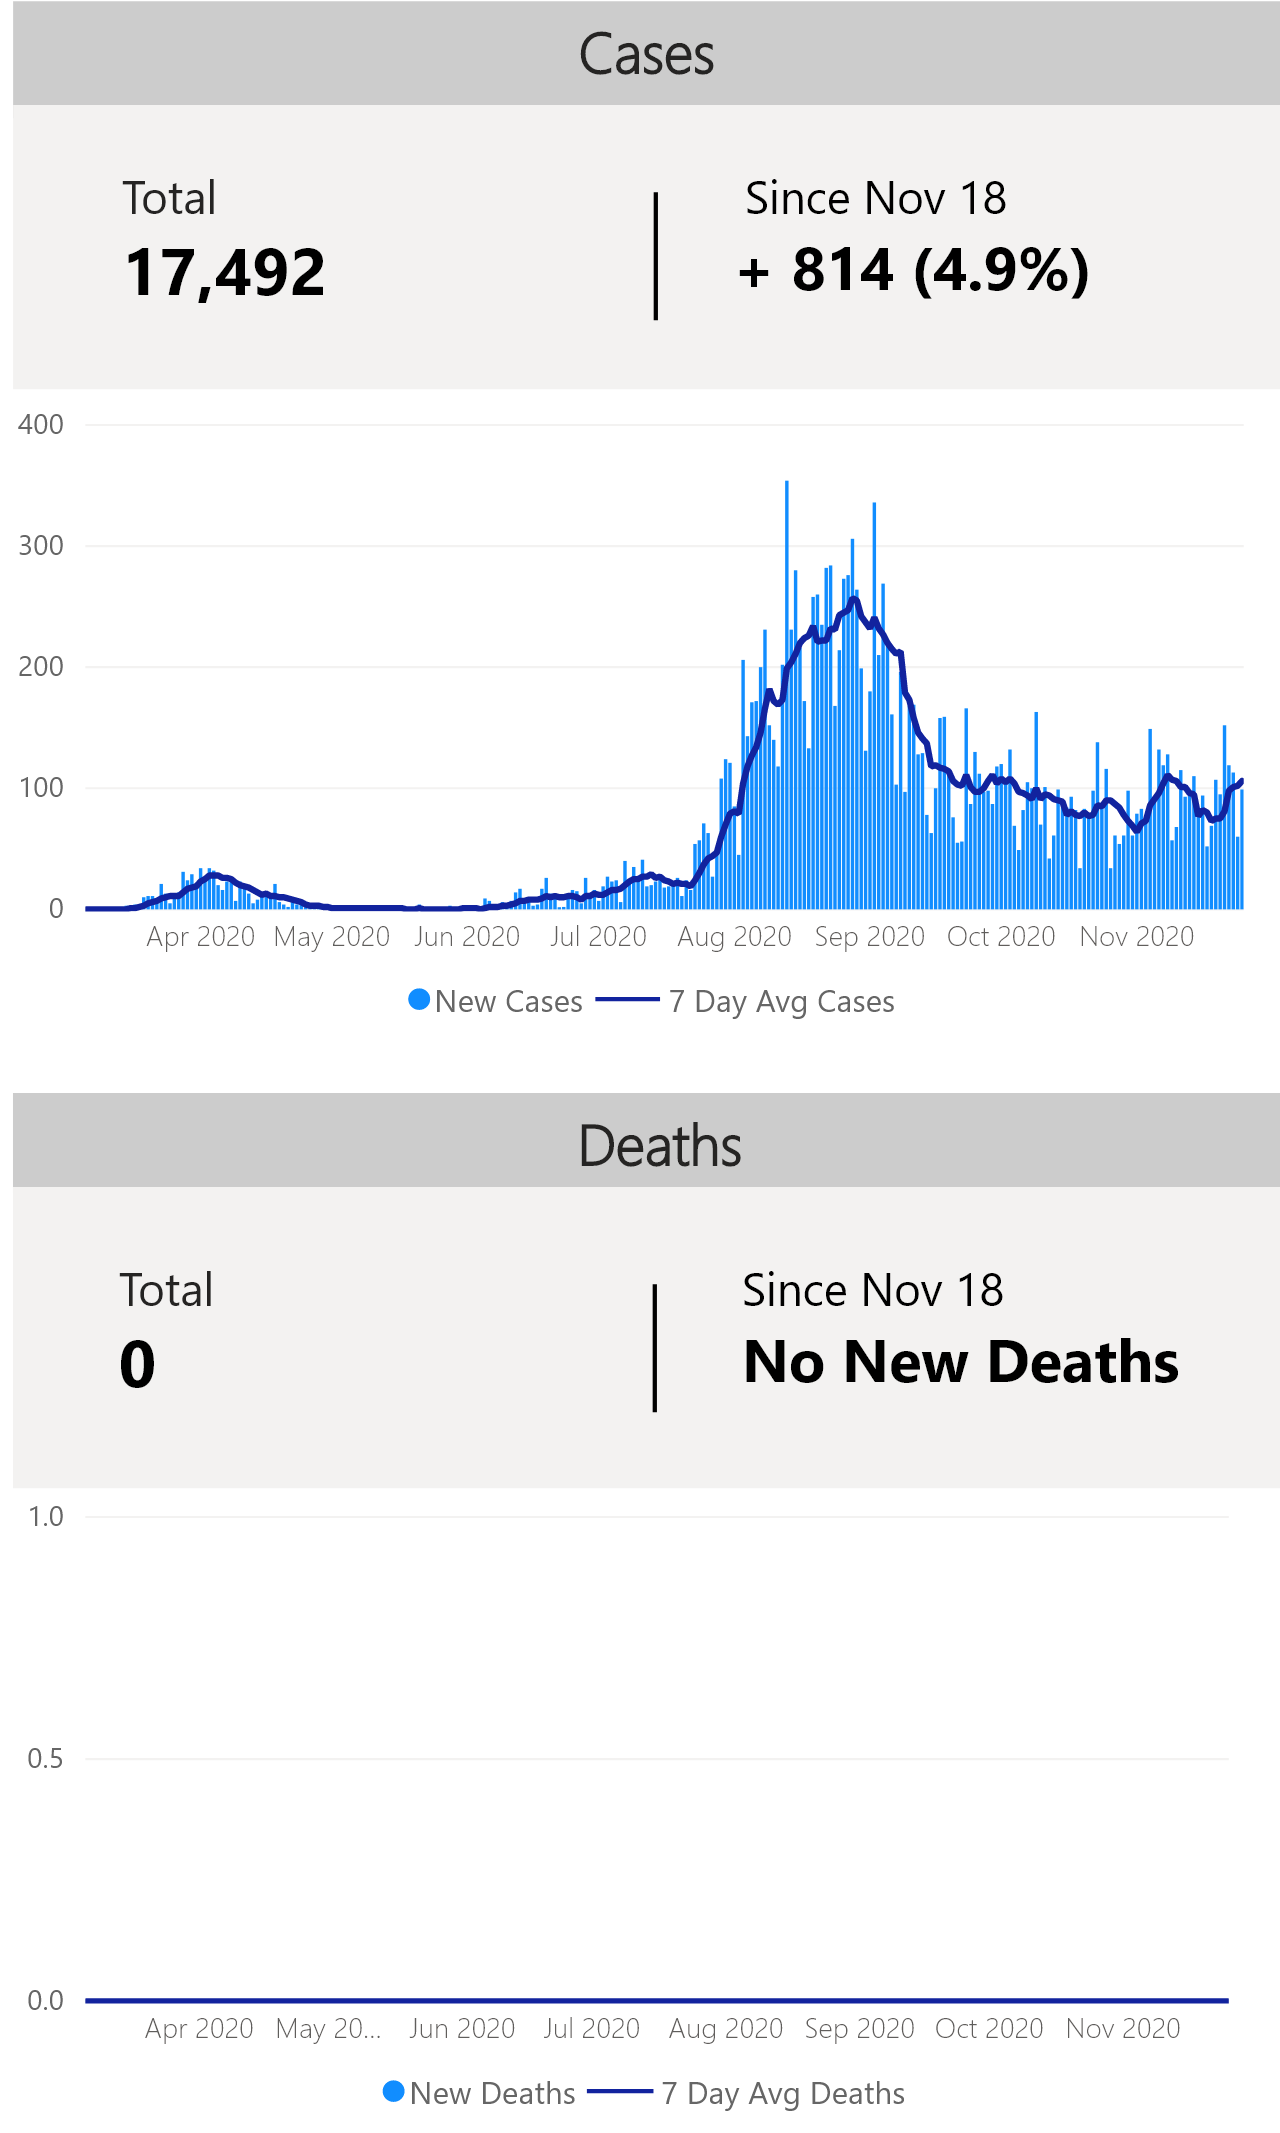 Cases
Total
Since Nov 18
17,492
+ 814 (4.9%)
400
300
200
100
0
Apr 2020 May 2020 Jun 2020 Jul 2020 Aug 2020 Sep 2020 Oct 2020 Nov 2020
New Cases 7 Day Avg Cases
Deaths
Total
Since Nov 18
0
No New Deaths
1.0
0.5
0.0
Apr 2020 May 20... Jun 2020 Jul 2020 Aug 2020 Sep 2020 Oct 2020 Nov 2020
New Deaths 7 Day Avg Deaths